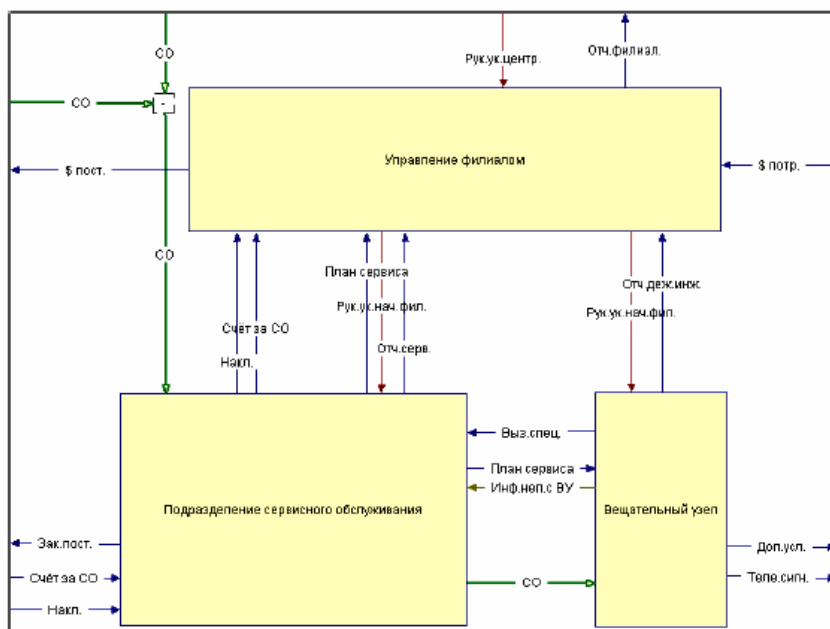 СО
Рук.ук.центр.
Отч.филиал.
СО
Управление филиалом
$ пост.
$ потр.
СО
План сервиса
Отч.деж.инж.
Рук.ук.нач.фил.
Рук.ук.нач.фил.
Счёт за СО
Отч.серв.
Накл.
Выз.спец.
План сервиса
Инф.неп.с ВУ
Подразделение сервисного обслуживания
Вещательный узел
Зак.пост.
Доп.усл.
Счёт за СО
СО
Теле.сигн.
Накл.